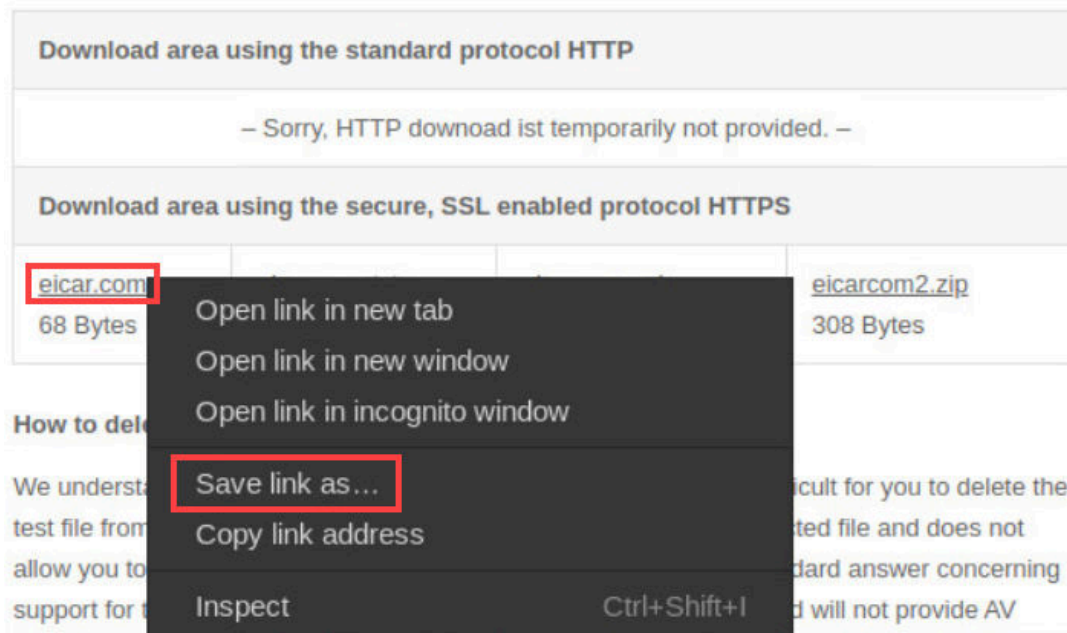 Download area using the standard protocol HTTP
– Sorry, HTTP downoad ist temporarily not provided. –
Download area using the secure, SSL enabled protocol HTTPS
eicar.com
eicarcom2.zip
68 Bytes
308 Bytes
Open link in new tab
Open link in new window
Open link in incognito window
How to dele
Save link as...
We understa
icult for you to delete the
Copy link address
test file from
ted file and does not
allow you to
dard answer concerning
Inspect Ctrl+Shift+I
support for t
d will not provide AV